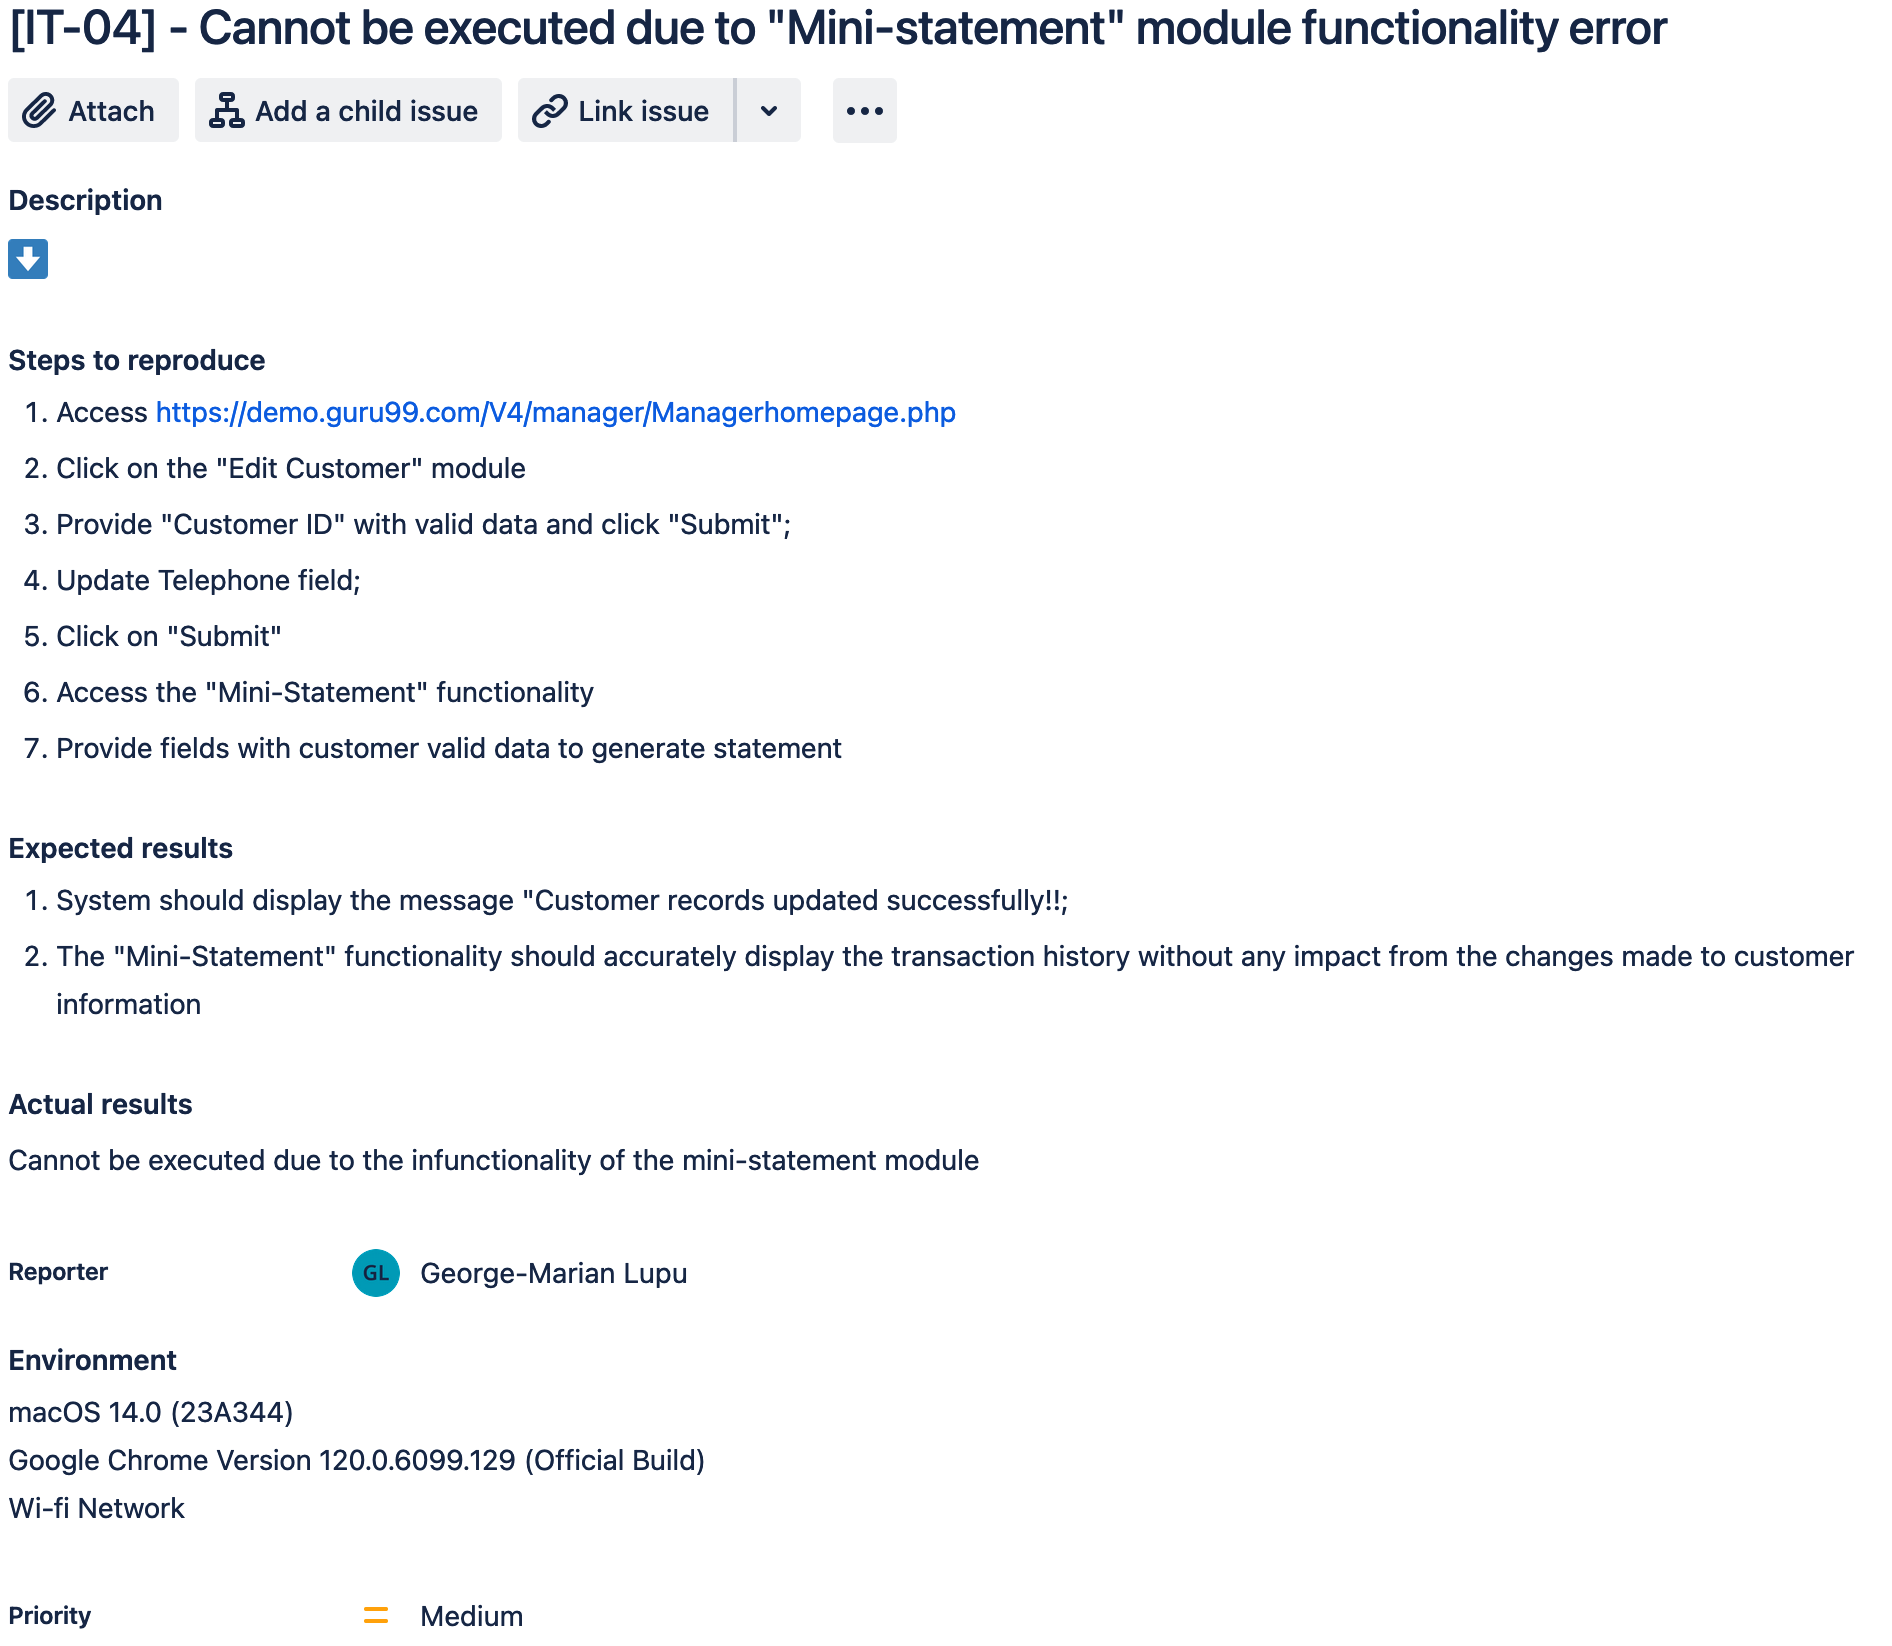 [IT-04] - Cannot be executed due to "Mini-statement" module functionality error
Attach
Add a child issue
Link issue
Description
Steps to reproduce
1. Access https://demo.guru99.com/V4/manager/Managerhomepage.php
2. Click on the "Edit Customer" module
3. Provide "Customer ID" with valid data and click "Submit";
4. Update Telephone field;
5. Click on "Submit"
6. Access the "Mini-Statement" functionality
7. Provide fields with customer valid data to generate statement
Expected results
1. System should display the message "Customer records updated successfully!!;
2. The "Mini-Statement" functionality should accurately display the transaction history without any impact from the changes made to customer
information
Actual results
Cannot be executed due to the infunctionality of the mini-statement module
Reporter GL George-Marian Lupu
Environment
macOS 14.0 (23A344)
Google Chrome Version 120.0.6099.129 (Official Build)
Wi-fi Network
Priority Medium